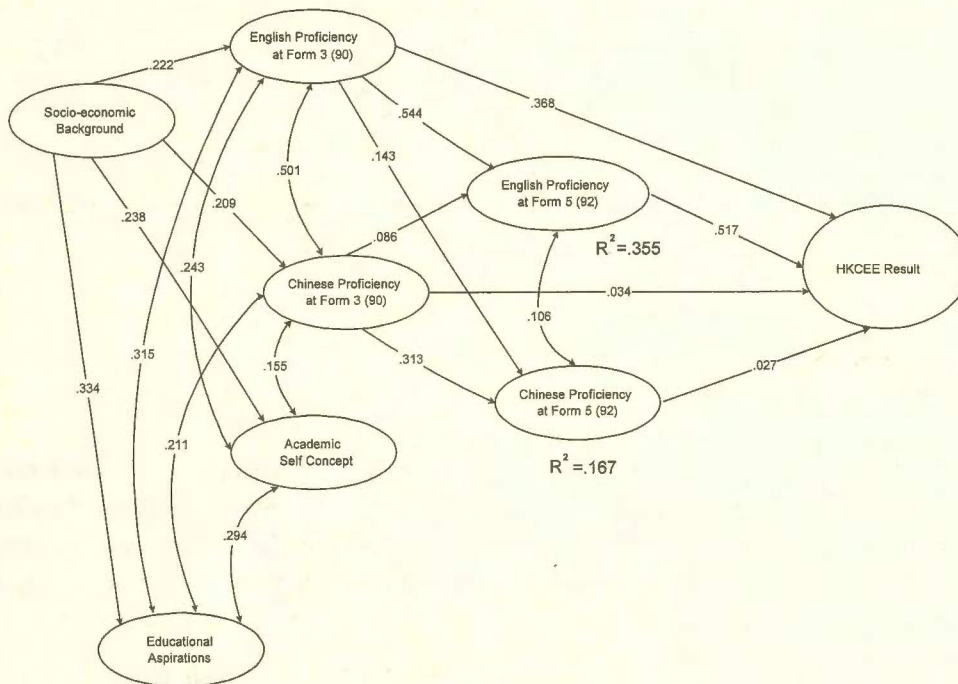 English Proficiency
at Form 3 (90)
.222
.368
Socio-economic
Background
.544
.143
.501
English Proficiency
at Form 5 (92)
.209
.238
.086
.517
R²=.355
.243
HKCEE Result
Chinese Proficiency
at Form 3 (90)
.034
.106
.315
.313
.155
.334
.027
Chinese Proficiency
at Form 5 (92)
.211
Academic
Self Concept
R²=.167
.294
Educational
Aspirations